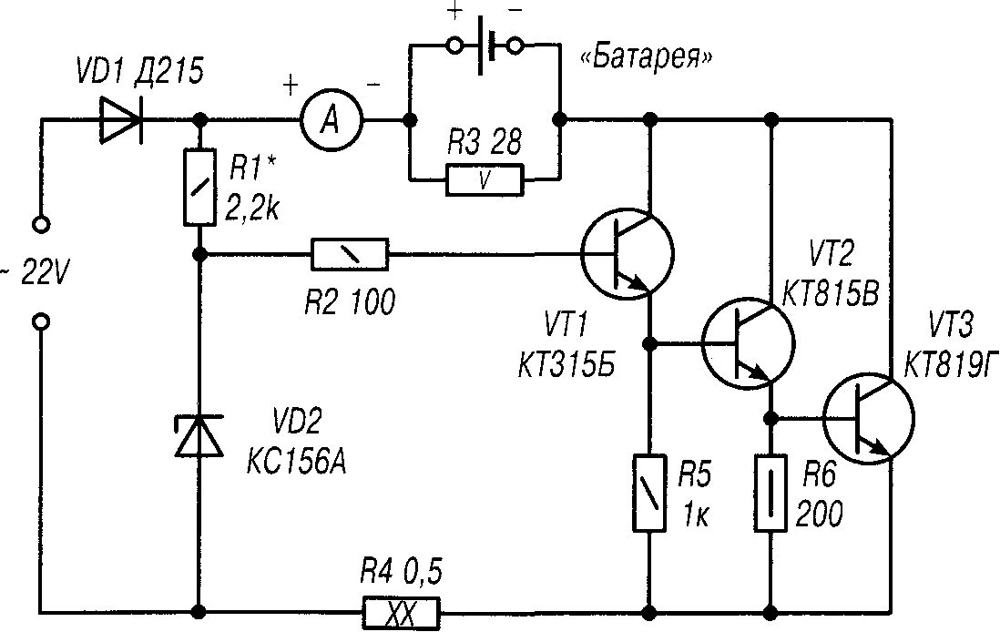 + −
«Батарея»
VD1 Д215
+ −
A
R3 28
V
R1*
2,2k
~ 22V
R2 100
VT1
КТ315Б
VT2
КТ815В
VT3
КТ819Г
VD2
КС156А
R5
1к
R6
200
R4 0,5
XX